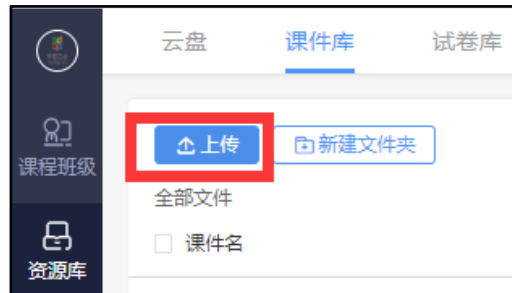 云盘 课件库 试卷库
上传 新建文件夹
课程班级
全部文件
课件名
资源库